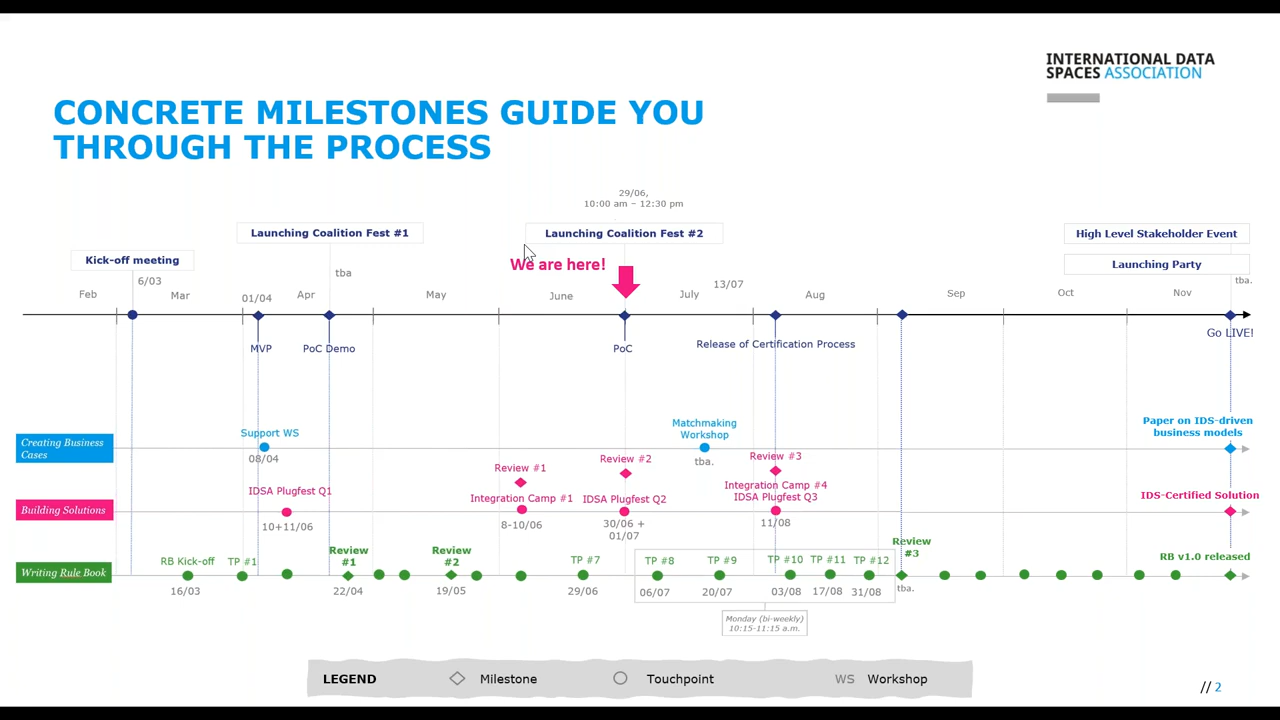 INTERNATIONAL DATA
SPACES ASSOCIATION
CONCRETE MILESTONES GUIDE YOU
THROUGH THE PROCESS
29/06,
10:00 am – 12:30 pm
Launching Coalition Fest #1
Launching Coalition Fest #2
High Level Stakeholder Event
Kick-off meeting
We are here!
Launching Party
6/03
tba
13/07
tba.
Feb
Mar
01/04
Apr
May
June
July
Aug
Sep
Oct
Nov
Go LIVE!
MVP
PoC Demo
PoC
Release of Certification Process
Creating Business
Cases
Support WS
08/04
Matchmaking
Workshop
tba.
Paper on IDS-driven
business models
Building Solutions
IDSA Plugfest Q1
10+11/06
Review #1
Integration Camp #1
8-10/06
Review #2
IDSA Plugfest Q2
30/06 +
01/07
Review #3
Integration Camp #4
IDSA Plugfest Q3
11/08
IDS-Certified Solution
Writing Rule Book
RB Kick-off
16/03
TP #1
Review
#1
22/04
Review
#2
19/05
TP #7
29/06
TP #8
06/07
TP #9
20/07
TP #10
03/08
TP #11
17/08
TP #12
31/08
Review
#3
tba.
RB v1.0 released
Monday (bi-weekly)
10:15-11:15 a.m.
LEGEND
Milestone
Touchpoint
WS
Workshop
// 2